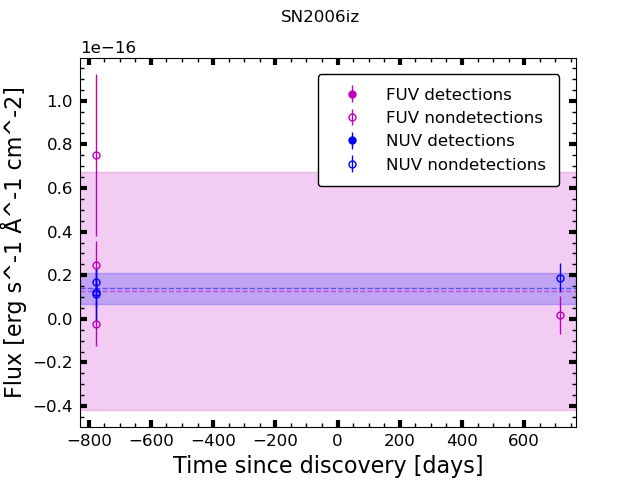 SN2006iz
1e−16
FUV detections
FUV nondetections
NUV detections
NUV nondetections
1.0
0.8
0.6
0.4
0.2
0.0
−0.2
−0.4
Flux [erg s^-1 Å^-1 cm^-2]
−800 −600 −400 −200 0 200 400 600
Time since discovery [days]